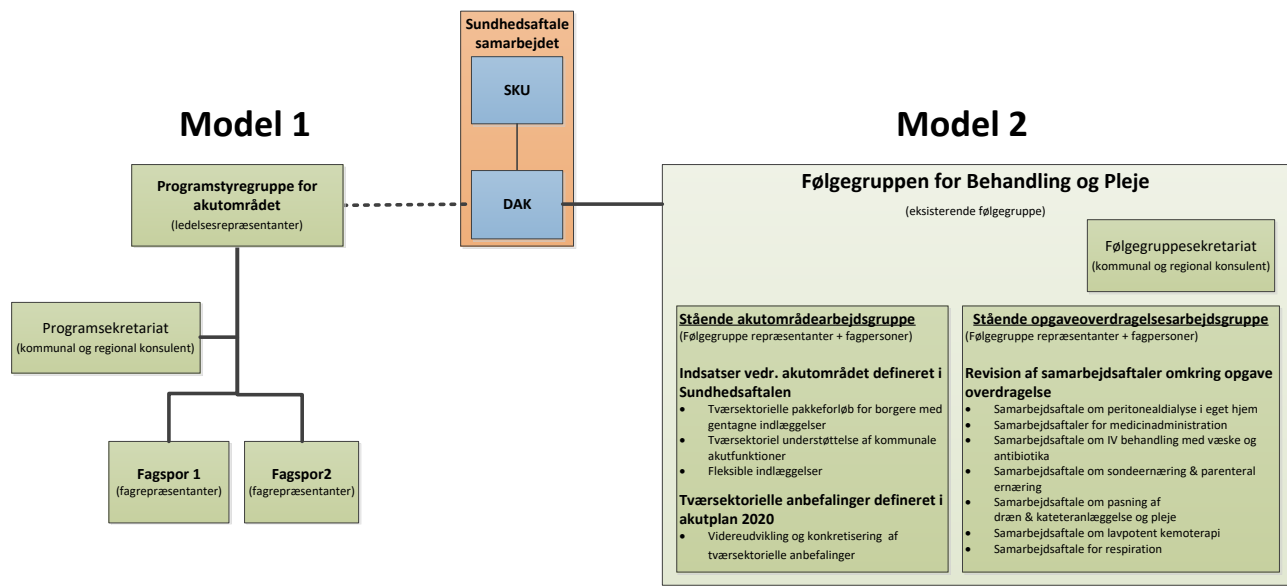 Sundhedsaftale
samarbejdet
SKU
DAK
Model 1
Programstyregruppe for
akutområdet
(ledelsesrepræsentanter)
Programsekretariat
(kommunal og regional konsulent)
Fagspor 1
(fagrepræsentanter)
Fagspor2
(fagrepræsentanter)
Model 2
Følgegruppen for Behandling og Pleje
(eksisterende følgegruppe)
Følgegruppesekretariat
(kommunal og regional konsulent)
Stående akutområdearbejdsgruppe
(Følgegruppe repræsentanter + fagpersoner)
Indsatser vedr. akutområdet defineret i
Sundhedsaftalen
• Tværsektorielle pakkeforløb for borgere med
gentagne indlæggelser
• Tværsektoriel understøttelse af kommunale
akutfunktioner
• Fleksible indlæggelser
Tværsektorielle anbefalinger defineret i
akutplan 2020
• Videreudvikling og konkretisering af
tværsektorielle anbefalinger
Stående opgaveoverdragelsesarbejdsgruppe
(Følgegruppe repræsentanter + fagpersoner)
Revision af samarbejdsaftaler omkring opgave
overdragelse
• Samarbejdsaftale om peritonealdialyse i eget hjem
• Samarbejdsaftaler for medicinadministration
• Samarbejdsaftale om IV behandling med væske og
antibiotika
• Samarbejdsaftale om sondeernæring & parenteral
ernæring
• Samarbejdsaftale om pasning af
dræn & kateteranlæggelse og pleje
• Samarbejdsaftale om lavpotent kemoterapi
• Samarbejdsaftale for respiration